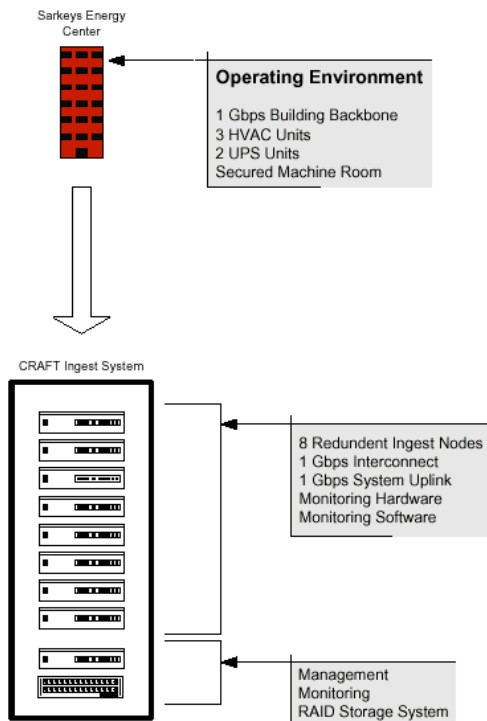 Sarkeys Energy
Center
Operating Environment
1 Gbps Building Backbone
3 HVAC Units
2 UPS Units
Secured Machine Room
CRAFT Ingest System
8 Redundent Ingest Nodes
1 Gbps Interconnect
1 Gbps System Uplink
Monitoring Hardware
Monitoring Software
Management
Monitoring
RAID Storage System